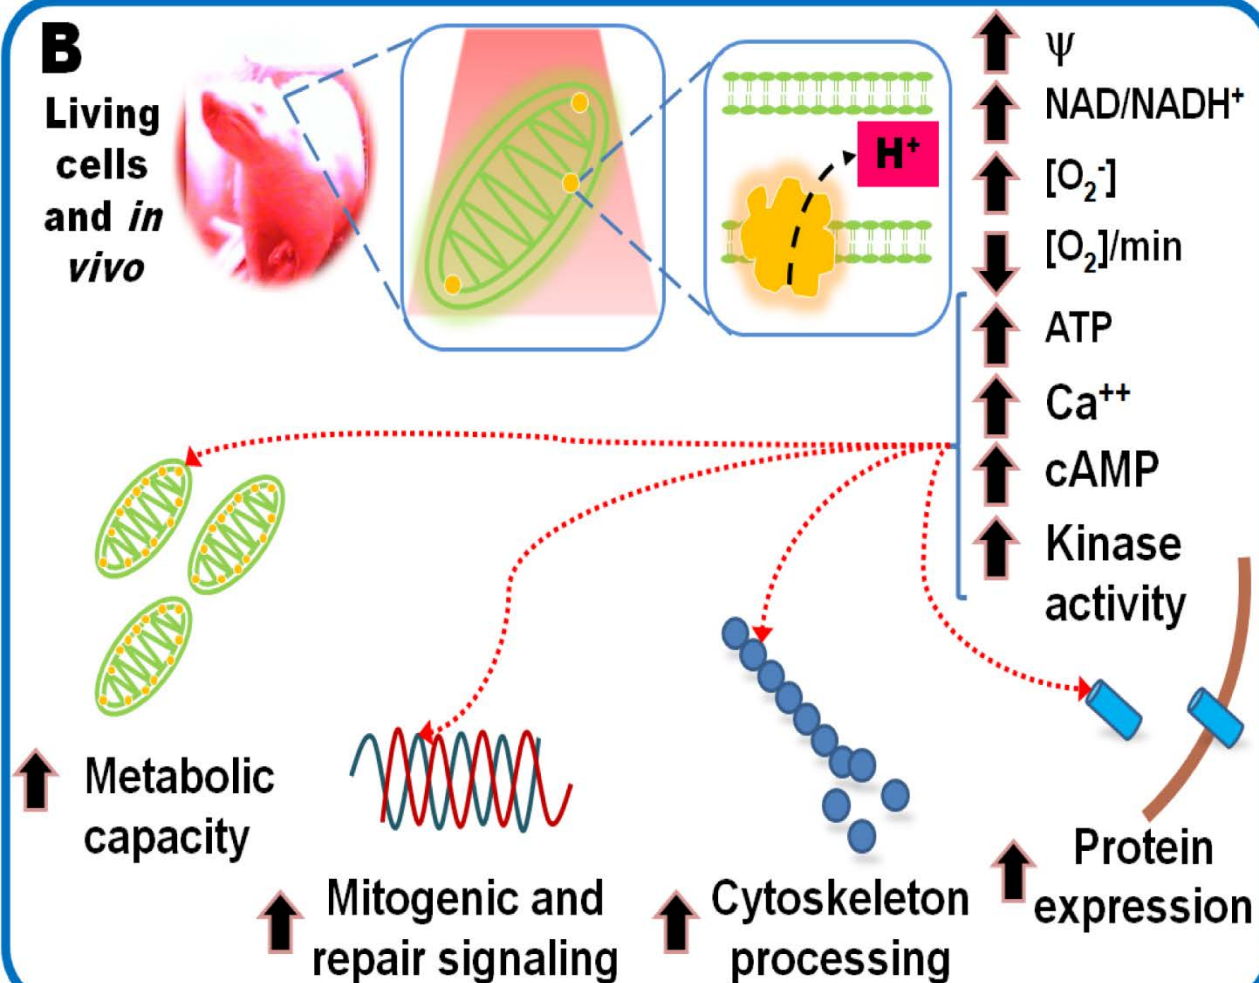 B
Living
cells
and in
vivo
H⁺
ψ
NAD/NADH⁺
[O₂⁻]
[O₂]/min
ATP
Ca⁺⁺
cAMP
Kinase
activity
Metabolic
capacity
Mitogenic and
repair signaling
Cytoskeleton
processing
Protein
expression